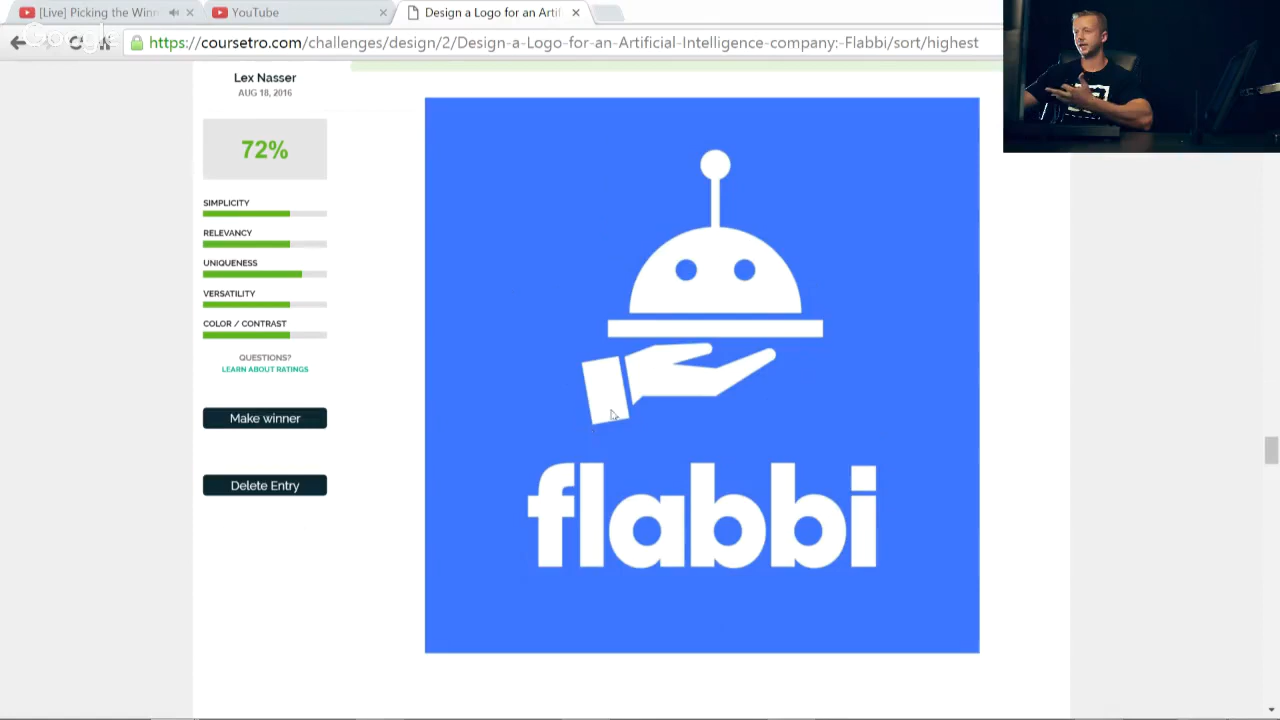 [Live] Picking the Winn
YouTube
Design a Logo for an Artif
Google
https://coursetro.com/challenges/design/2/Design-a-Logo-for-an-Artificial-Intelligence-company:-Flabbi/sort/highest
Lex Nasser
AUG 18, 2016
72%
SIMPLICITY
RELEVANCY
UNIQUENESS
VERSATILITY
COLOR / CONTRAST
QUESTIONS?
LEARN ABOUT RATINGS
Make winner
Delete Entry
flabbi